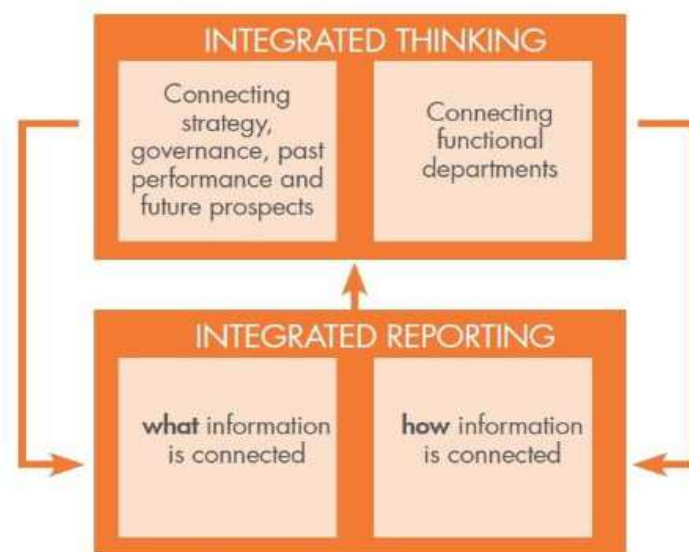 INTEGRATED THINKING
Connecting
strategy,
governance, past
performance and
future prospects
Connecting
functional
departments
INTEGRATED REPORTING
what information
is connected
how information
is connected